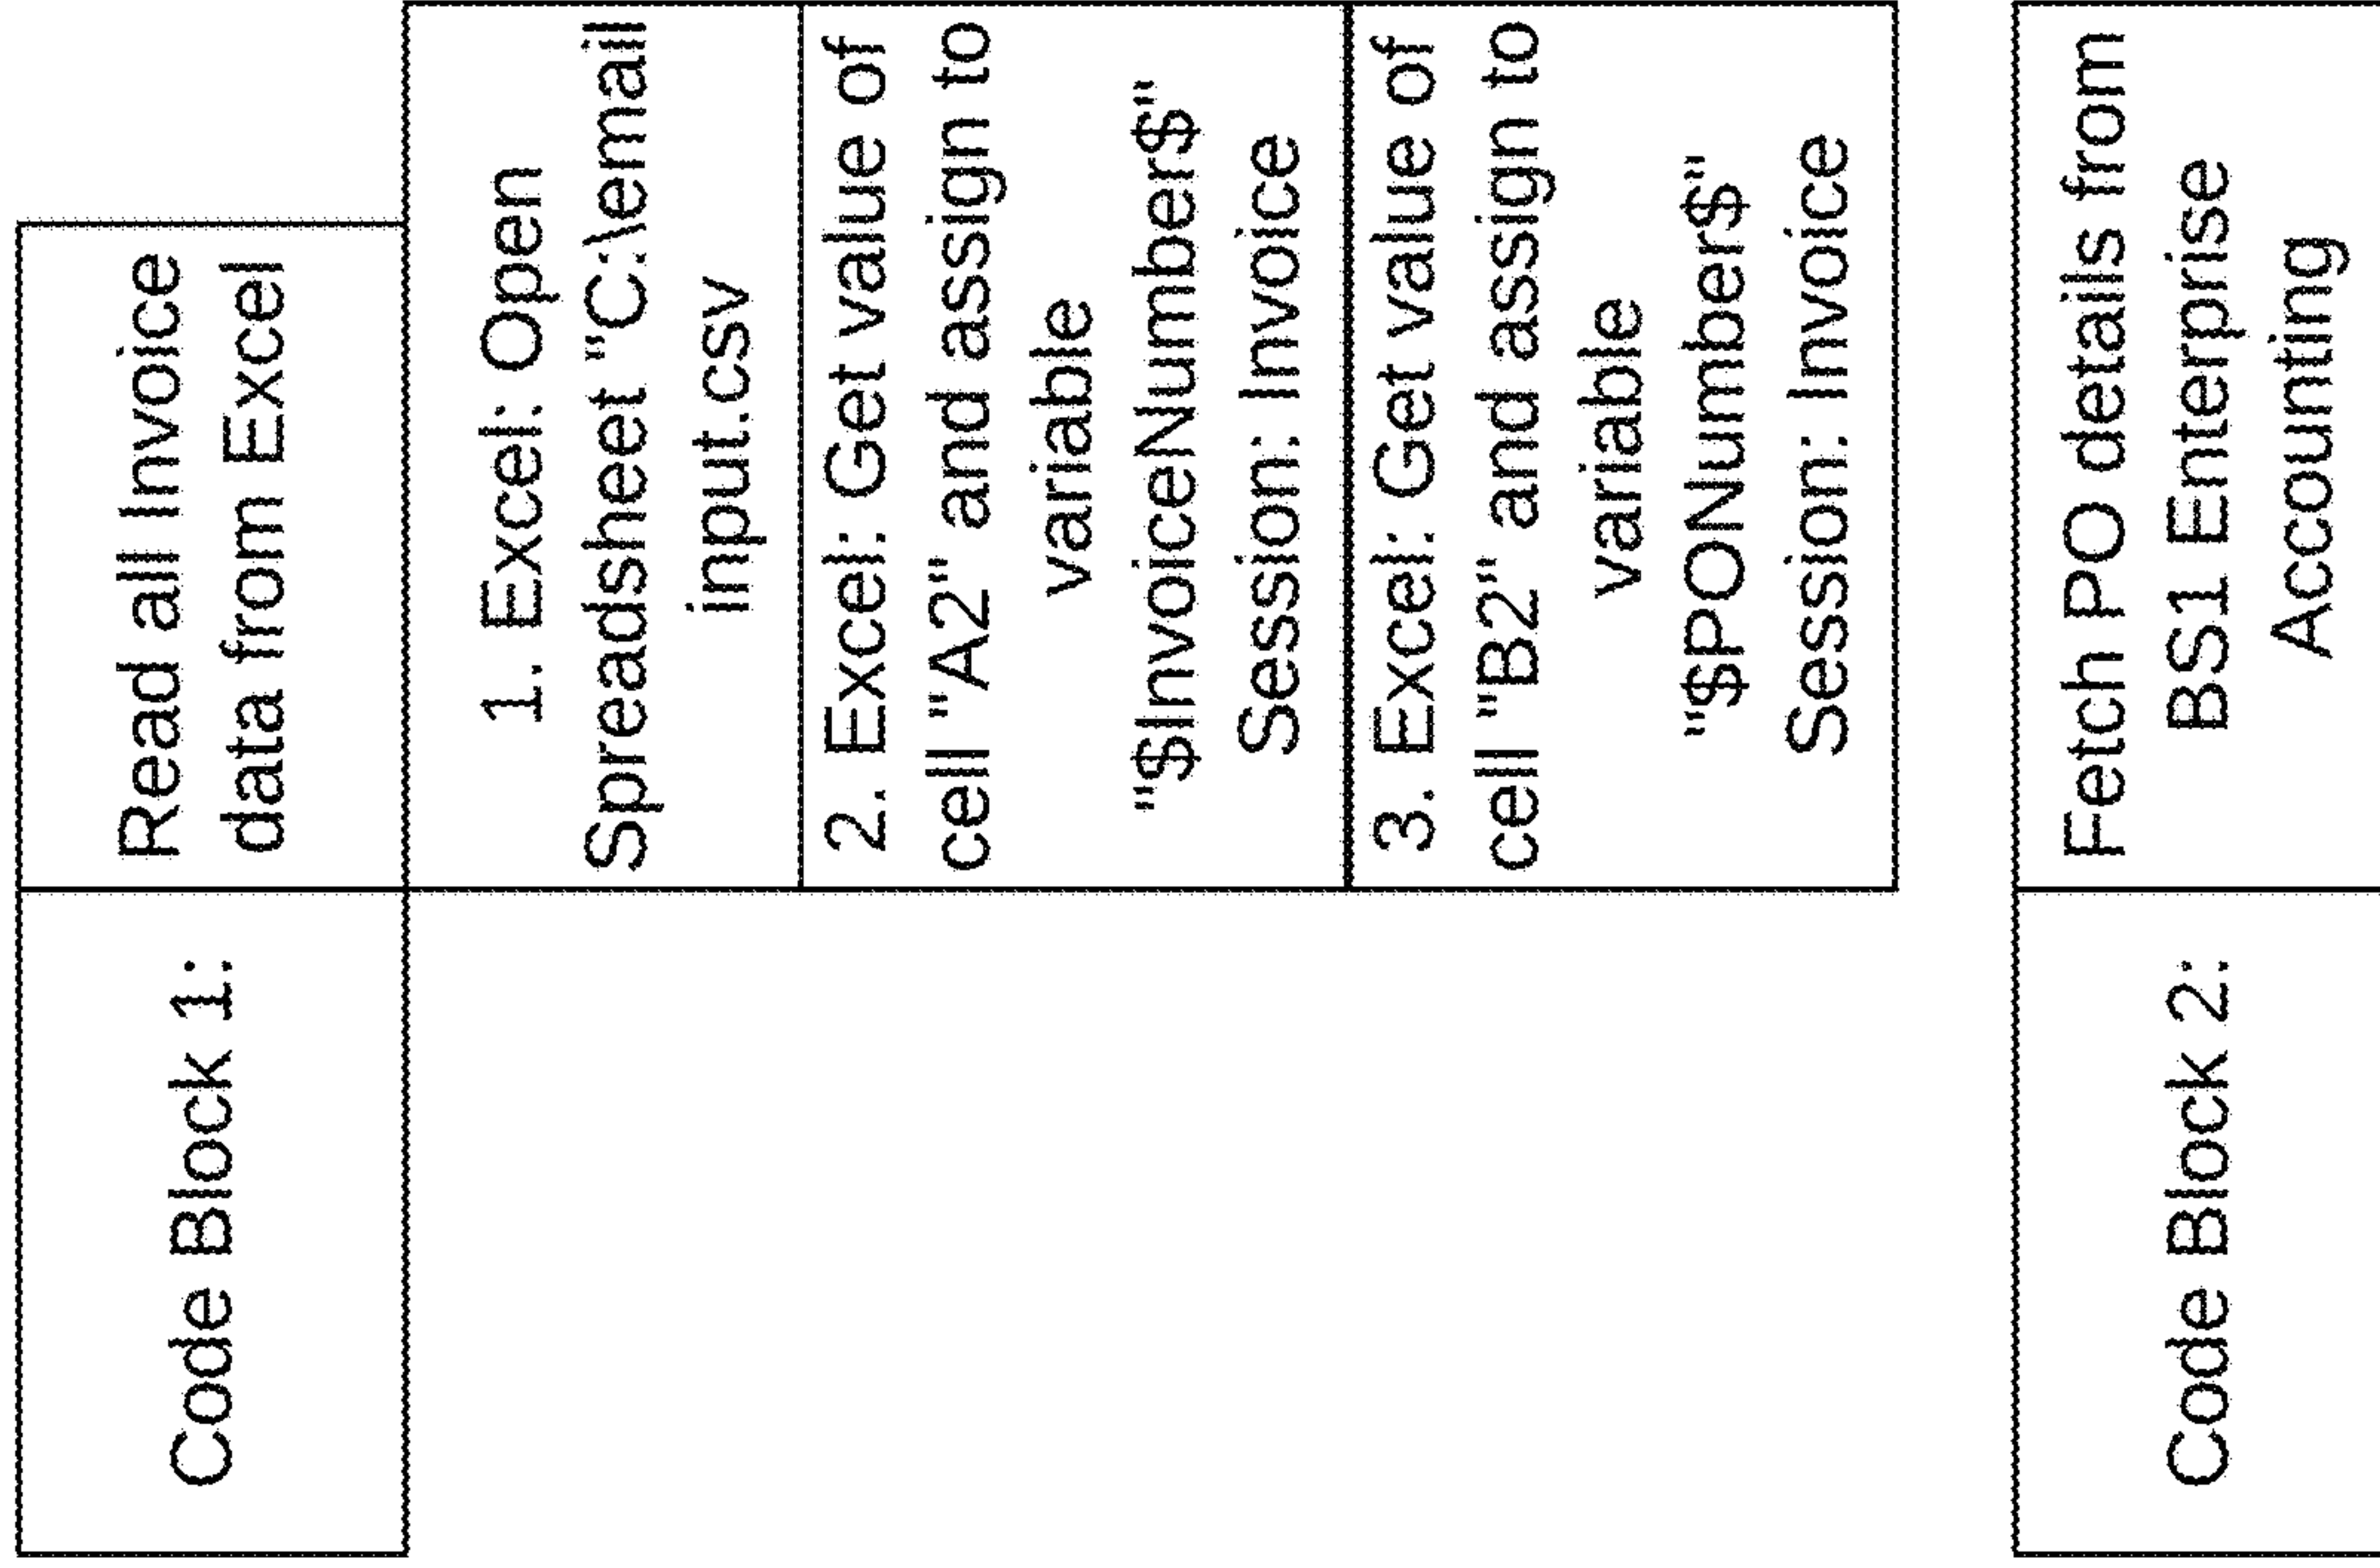 Code Block 1:
Read all Invoice
data from Excel
1. Excel: Open
Spreadsheet "C:\email
input.csv
2. Excel: Get value of
cell "A2" and assign to
variable
"$InvoiceNumber$"
Session: Invoice
3. Excel: Get value of
cell "B2" and assign to
variable
"$PONumber$"
Session: Invoice
Code Block 2:
Fetch PO details from
BS1 Enterprise
Accounting